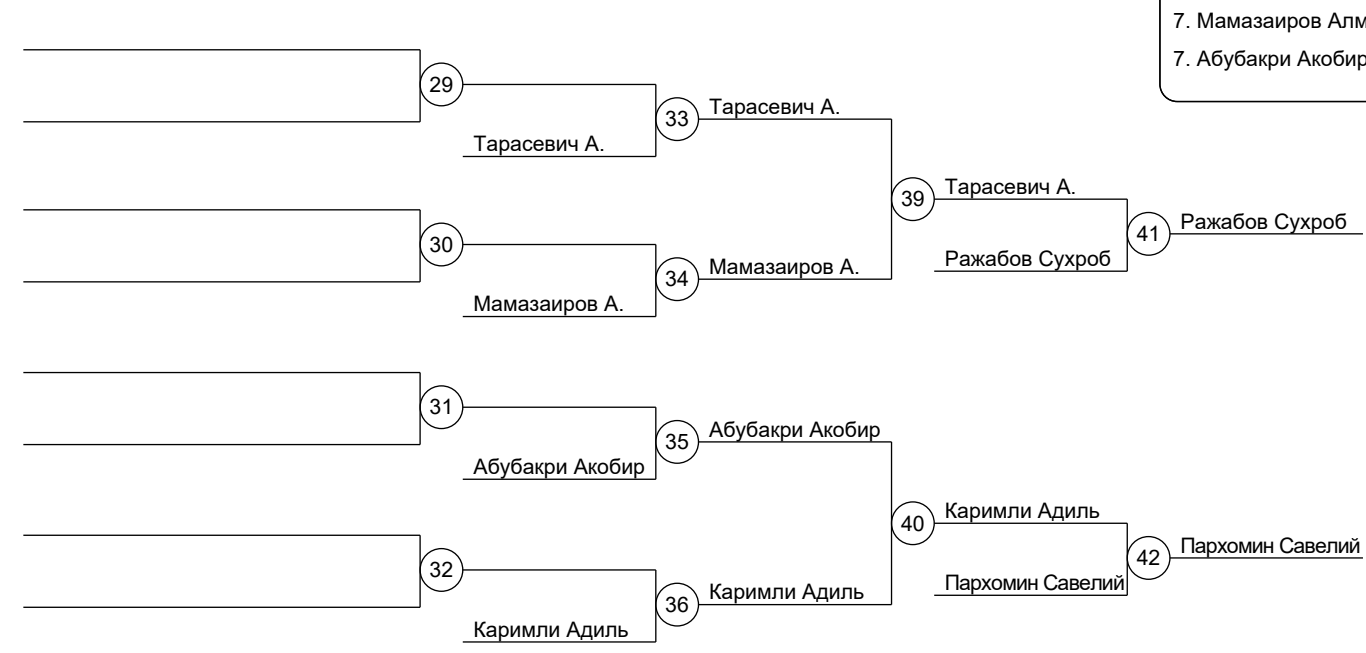 7. Мамазаиров Алм
7. Абубакри Акобир
29
Тарасевич А.
33
Тарасевич А.
30
Мамазаиров А.
34
Мамазаиров А.
39
Тарасевич А.
Ражабов Сухроб
41
Ражабов Сухроб
31
Абубакри Акобир
35
Абубакри Акобир
32
Каримли Адиль
36
Каримли Адиль
40
Каримли Адиль
Пархомин Савелий
42
Пархомин Савелий